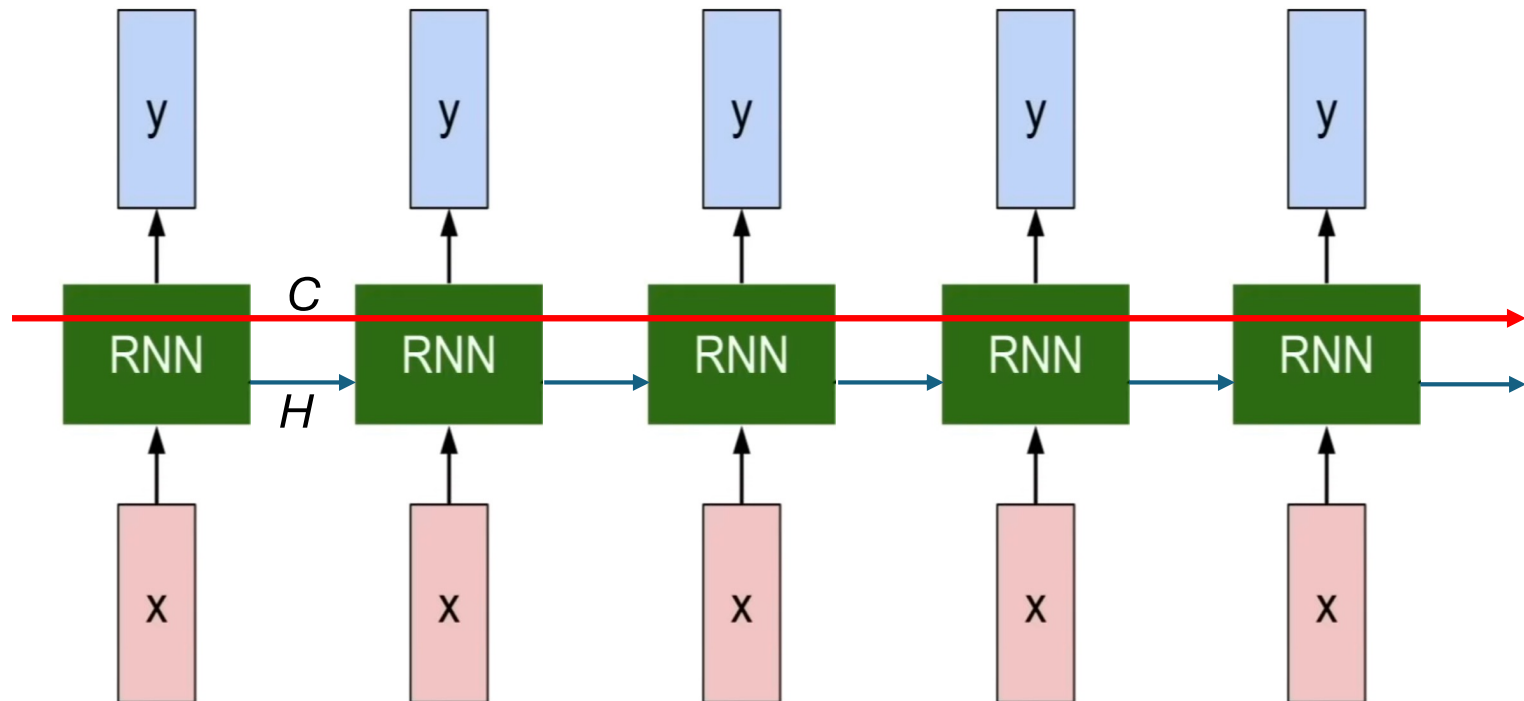 y y y y y
C
RNN RNN RNN RNN RNN
H
x x x x x